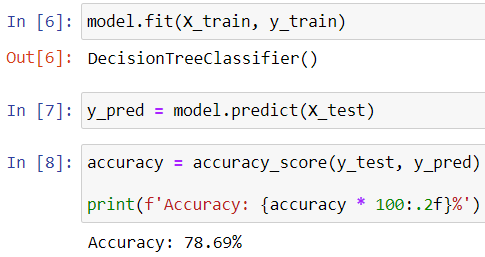 In [6]: model.fit(X_train, y_train)
Out[6]: DecisionTreeClassifier()
In [7]: y_pred = model.predict(X_test)
In [8]: accuracy = accuracy_score(y_test, y_pred)
print(f'Accuracy: {accuracy * 100:.2f}%')
Accuracy: 78.69%